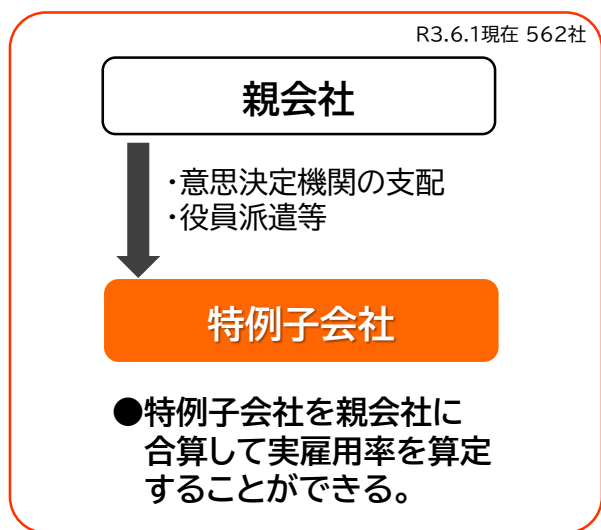 R3.6.1現在 562社
親会社
・意思決定機関の支配
・役員派遣等
特例子会社
●特例子会社を親会社に
合算して実雇用率を算定
することができる。